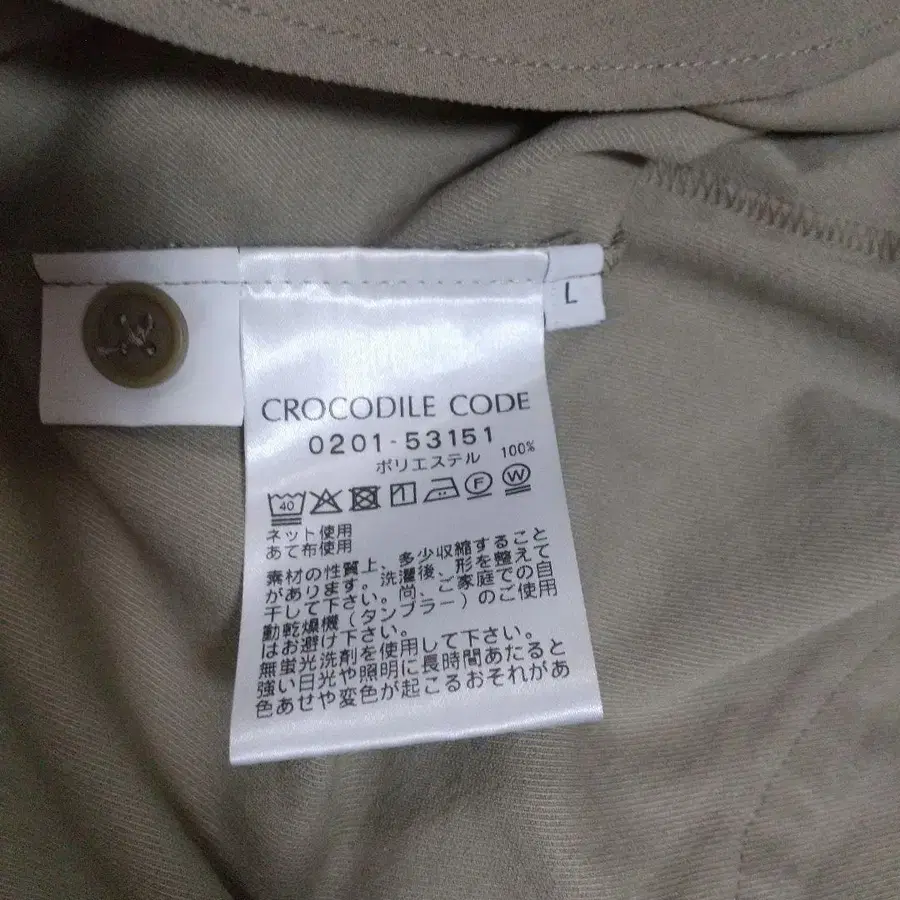 L
CROCODILE CODE
0201-53151
ポリエステル 100%
40 F W
ネット使用
あて布使用
素材の性質上、多少収縮すること
があります。洗濯後、形を整えて
干して下さい。尚、ご家庭での自
動乾燥機(タンブラー)のご使用
はお避け下さい。
無蛍光洗剤を使用して下さい。
強い日光や照明に長時間あたると
色あせや変色が起こるおそれがあ